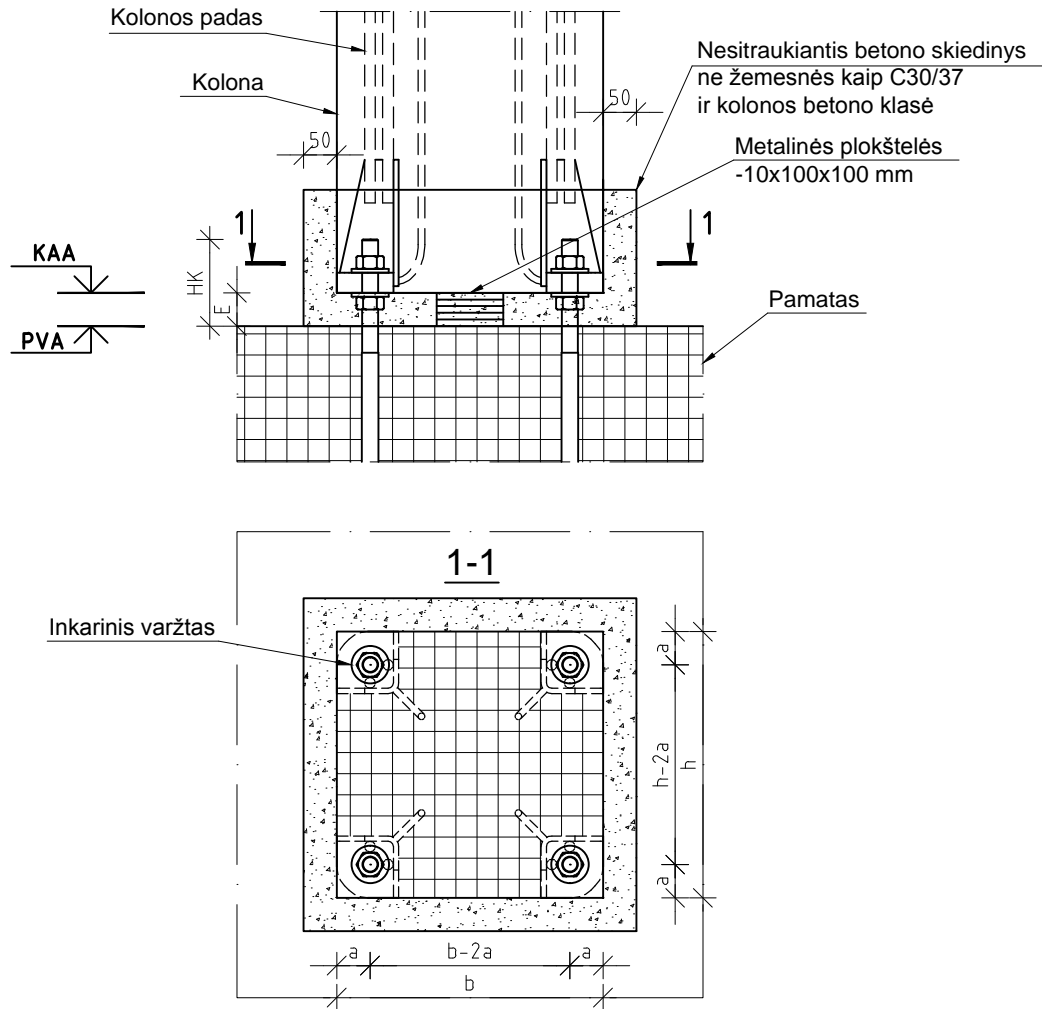 Kolonos padas
Kolona
Nesitraukiantis betono skiedinys
ne žemesnės kaip C30/37
ir kolonos betono klasė
50
50
Metalinės plokštelės
-10x100x100 mm
1
1
KAA
HK
E
PVA
Pamatas
1-1
Inkarinis varžtas
a
h-2a
h
a
a
b-2a
a
b